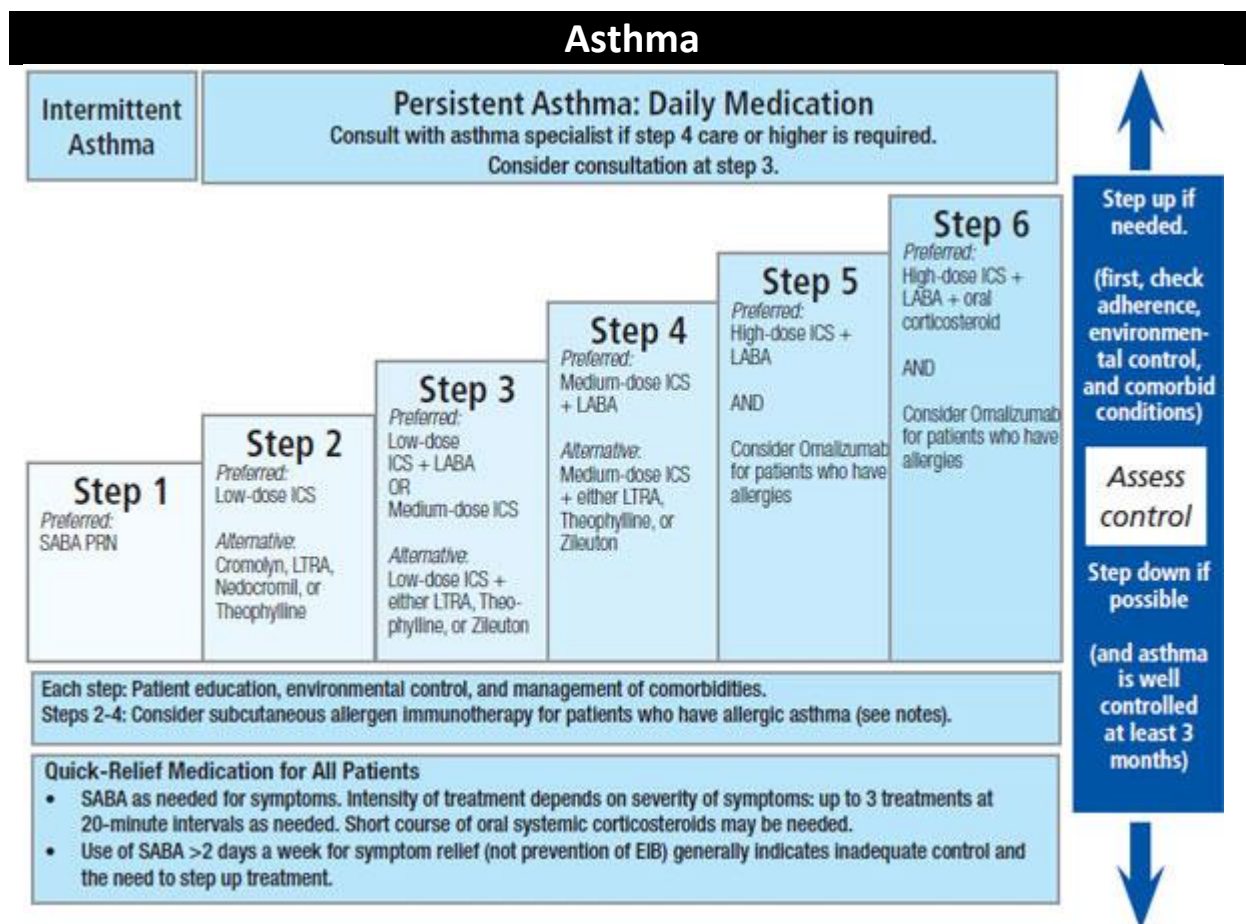 Asthma
Intermittent
Asthma
Persistent Asthma: Daily Medication
Consult with asthma specialist if step 4 care or higher is required.
Consider consultation at step 3.
Step 1
Preferred:
SABA PRN
Step 2
Preferred:
Low-dose ICS
Alternative:
Cromolyn, LTRA,
Nedocromil, or
Theophylline
Step 3
Preferred:
Low-dose
ICS + LABA
OR
Medium-dose ICS
Alternative:
Low-dose ICS +
either LTRA, Theo-
phylline, or Zileuton
Step 4
Preferred:
Medium-dose ICS
+ LABA
Alternative:
Medium-dose ICS
+ either LTRA,
Theophylline, or
Zileuton
Step 5
Preferred:
High-dose ICS +
LABA
AND
Consider Omalizumab
for patients who have
allergies
Step 6
Preferred:
High-dose ICS +
LABA + oral
corticosteroid
AND
Consider Omalizumab
for patients who have
allergies
Each step: Patient education, environmental control, and management of comorbidities.
Steps 2-4: Consider subcutaneous allergen immunotherapy for patients who have allergic asthma (see notes).
Quick-Relief Medication for All Patients
• SABA as needed for symptoms. Intensity of treatment depends on severity of symptoms: up to 3 treatments at
20-minute intervals as needed. Short course of oral systemic corticosteroids may be needed.
• Use of SABA >2 days a week for symptom relief (not prevention of EIB) generally indicates inadequate control and
the need to step up treatment.
Step up if
needed.
(first, check
adherence,
environmen-
tal control,
and comorbid
conditions)
Assess
control
Step down if
possible
(and asthma
is well
controlled
at least 3
months)